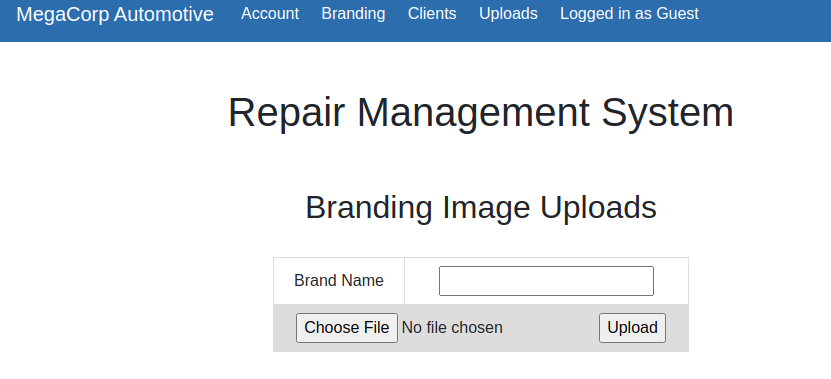 MegaCorp Automotive Account Branding Clients Uploads Logged in as Guest
Repair Management System
Branding Image Uploads
Brand Name
Choose File No file chosen Upload